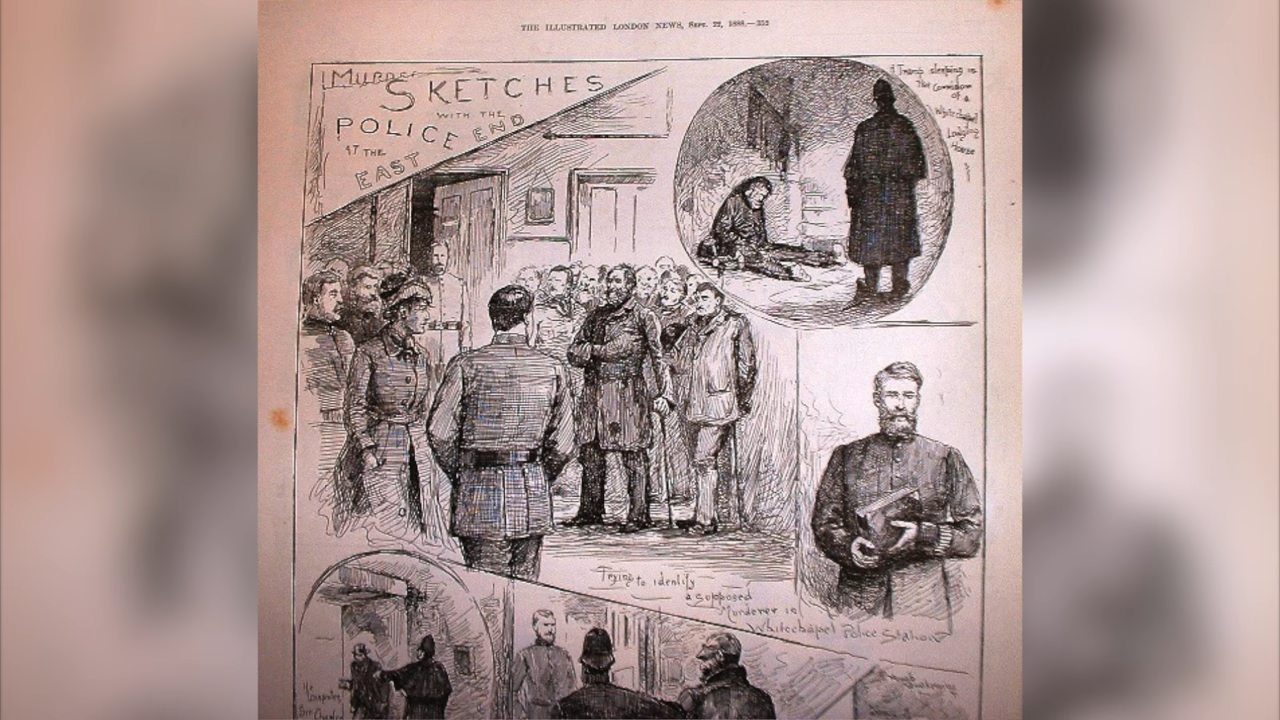 THE ILLUSTRATED LONDON NEWS, SEPT. 22, 1888.—352
SKETCHES
WITH THE
POLICE
AT THE
EAST END
A Tramp sleeping in
the Corridor
of a
Whitechapel
Lodging
House
Trying to identify
a supposed
Murderer in
Whitechapel Police Station